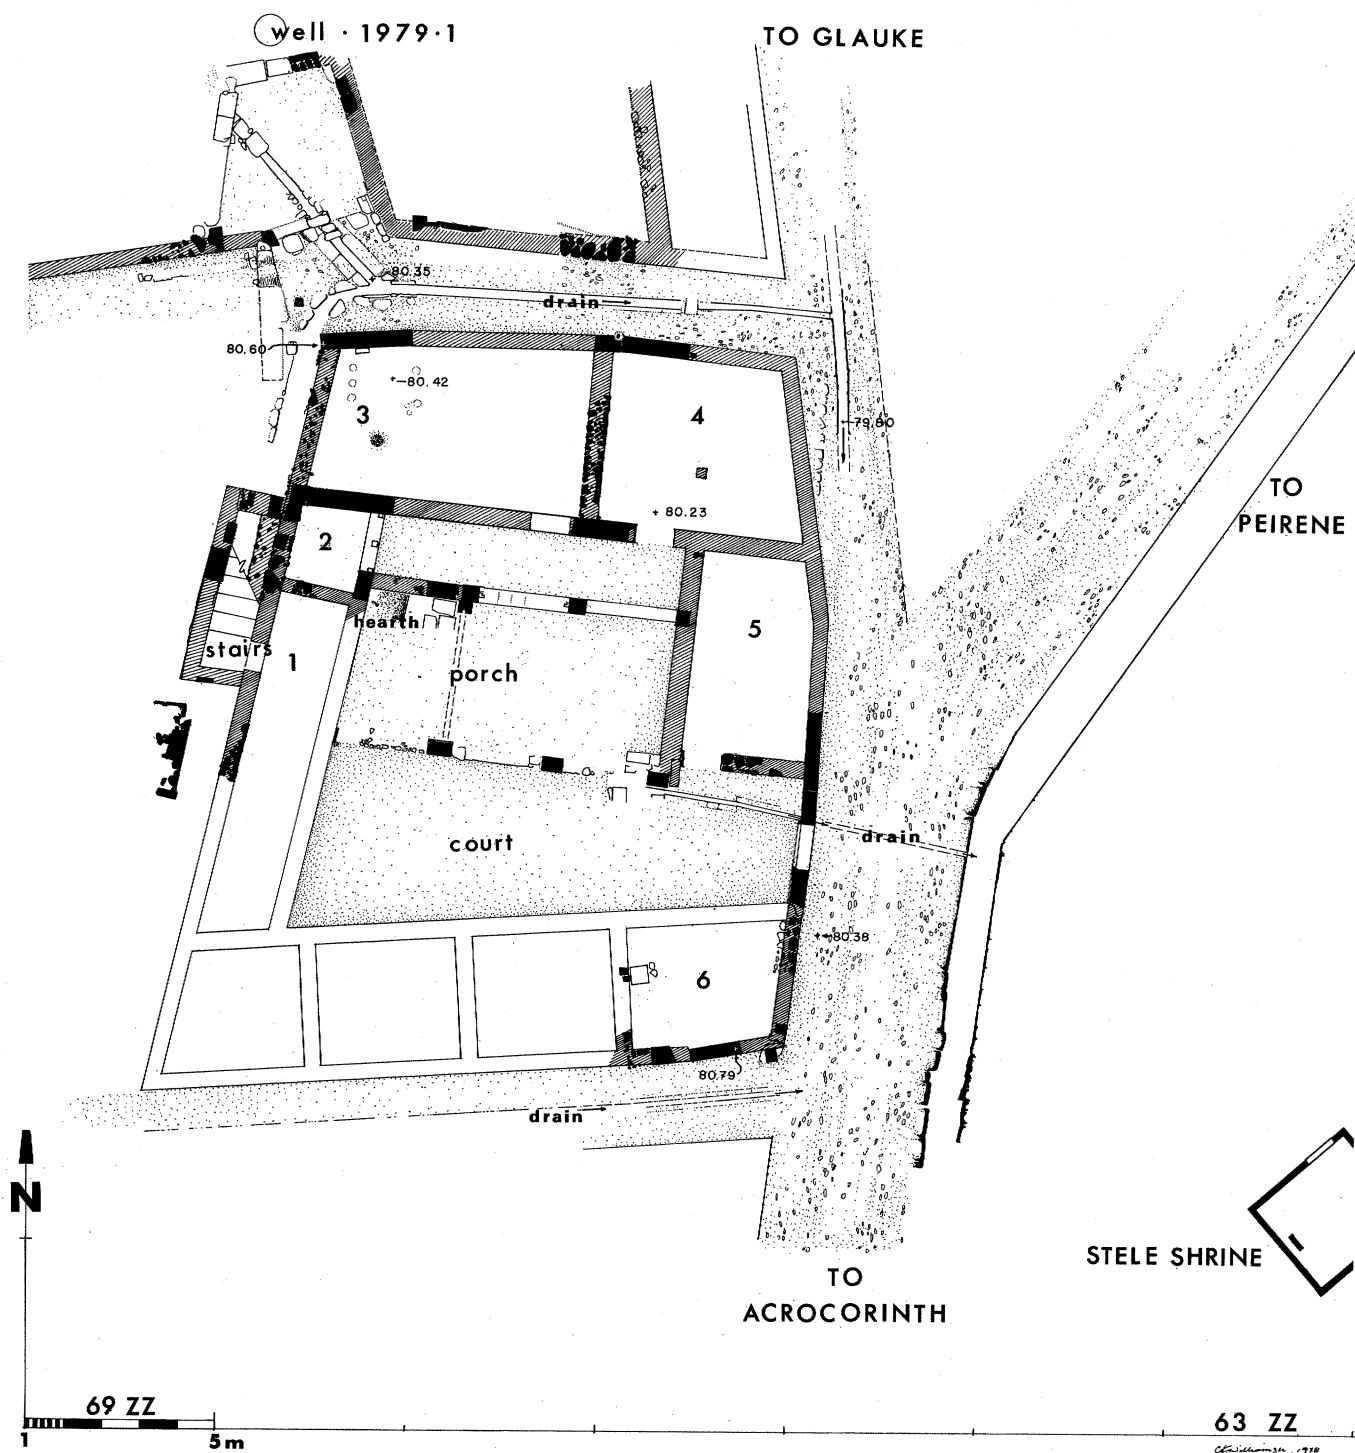 well · 1979·1
TO GLAUKE
80.35
drain
80.60
80.42
3
4
79.80
80.23
TO
PEIRENE
2
hearth
5
stairs
1
porch
court
drain
80.38
6
80.79
drain
N
STELE SHRINE
TO
ACROCORINTH
69 ZZ
63 ZZ
1
5m